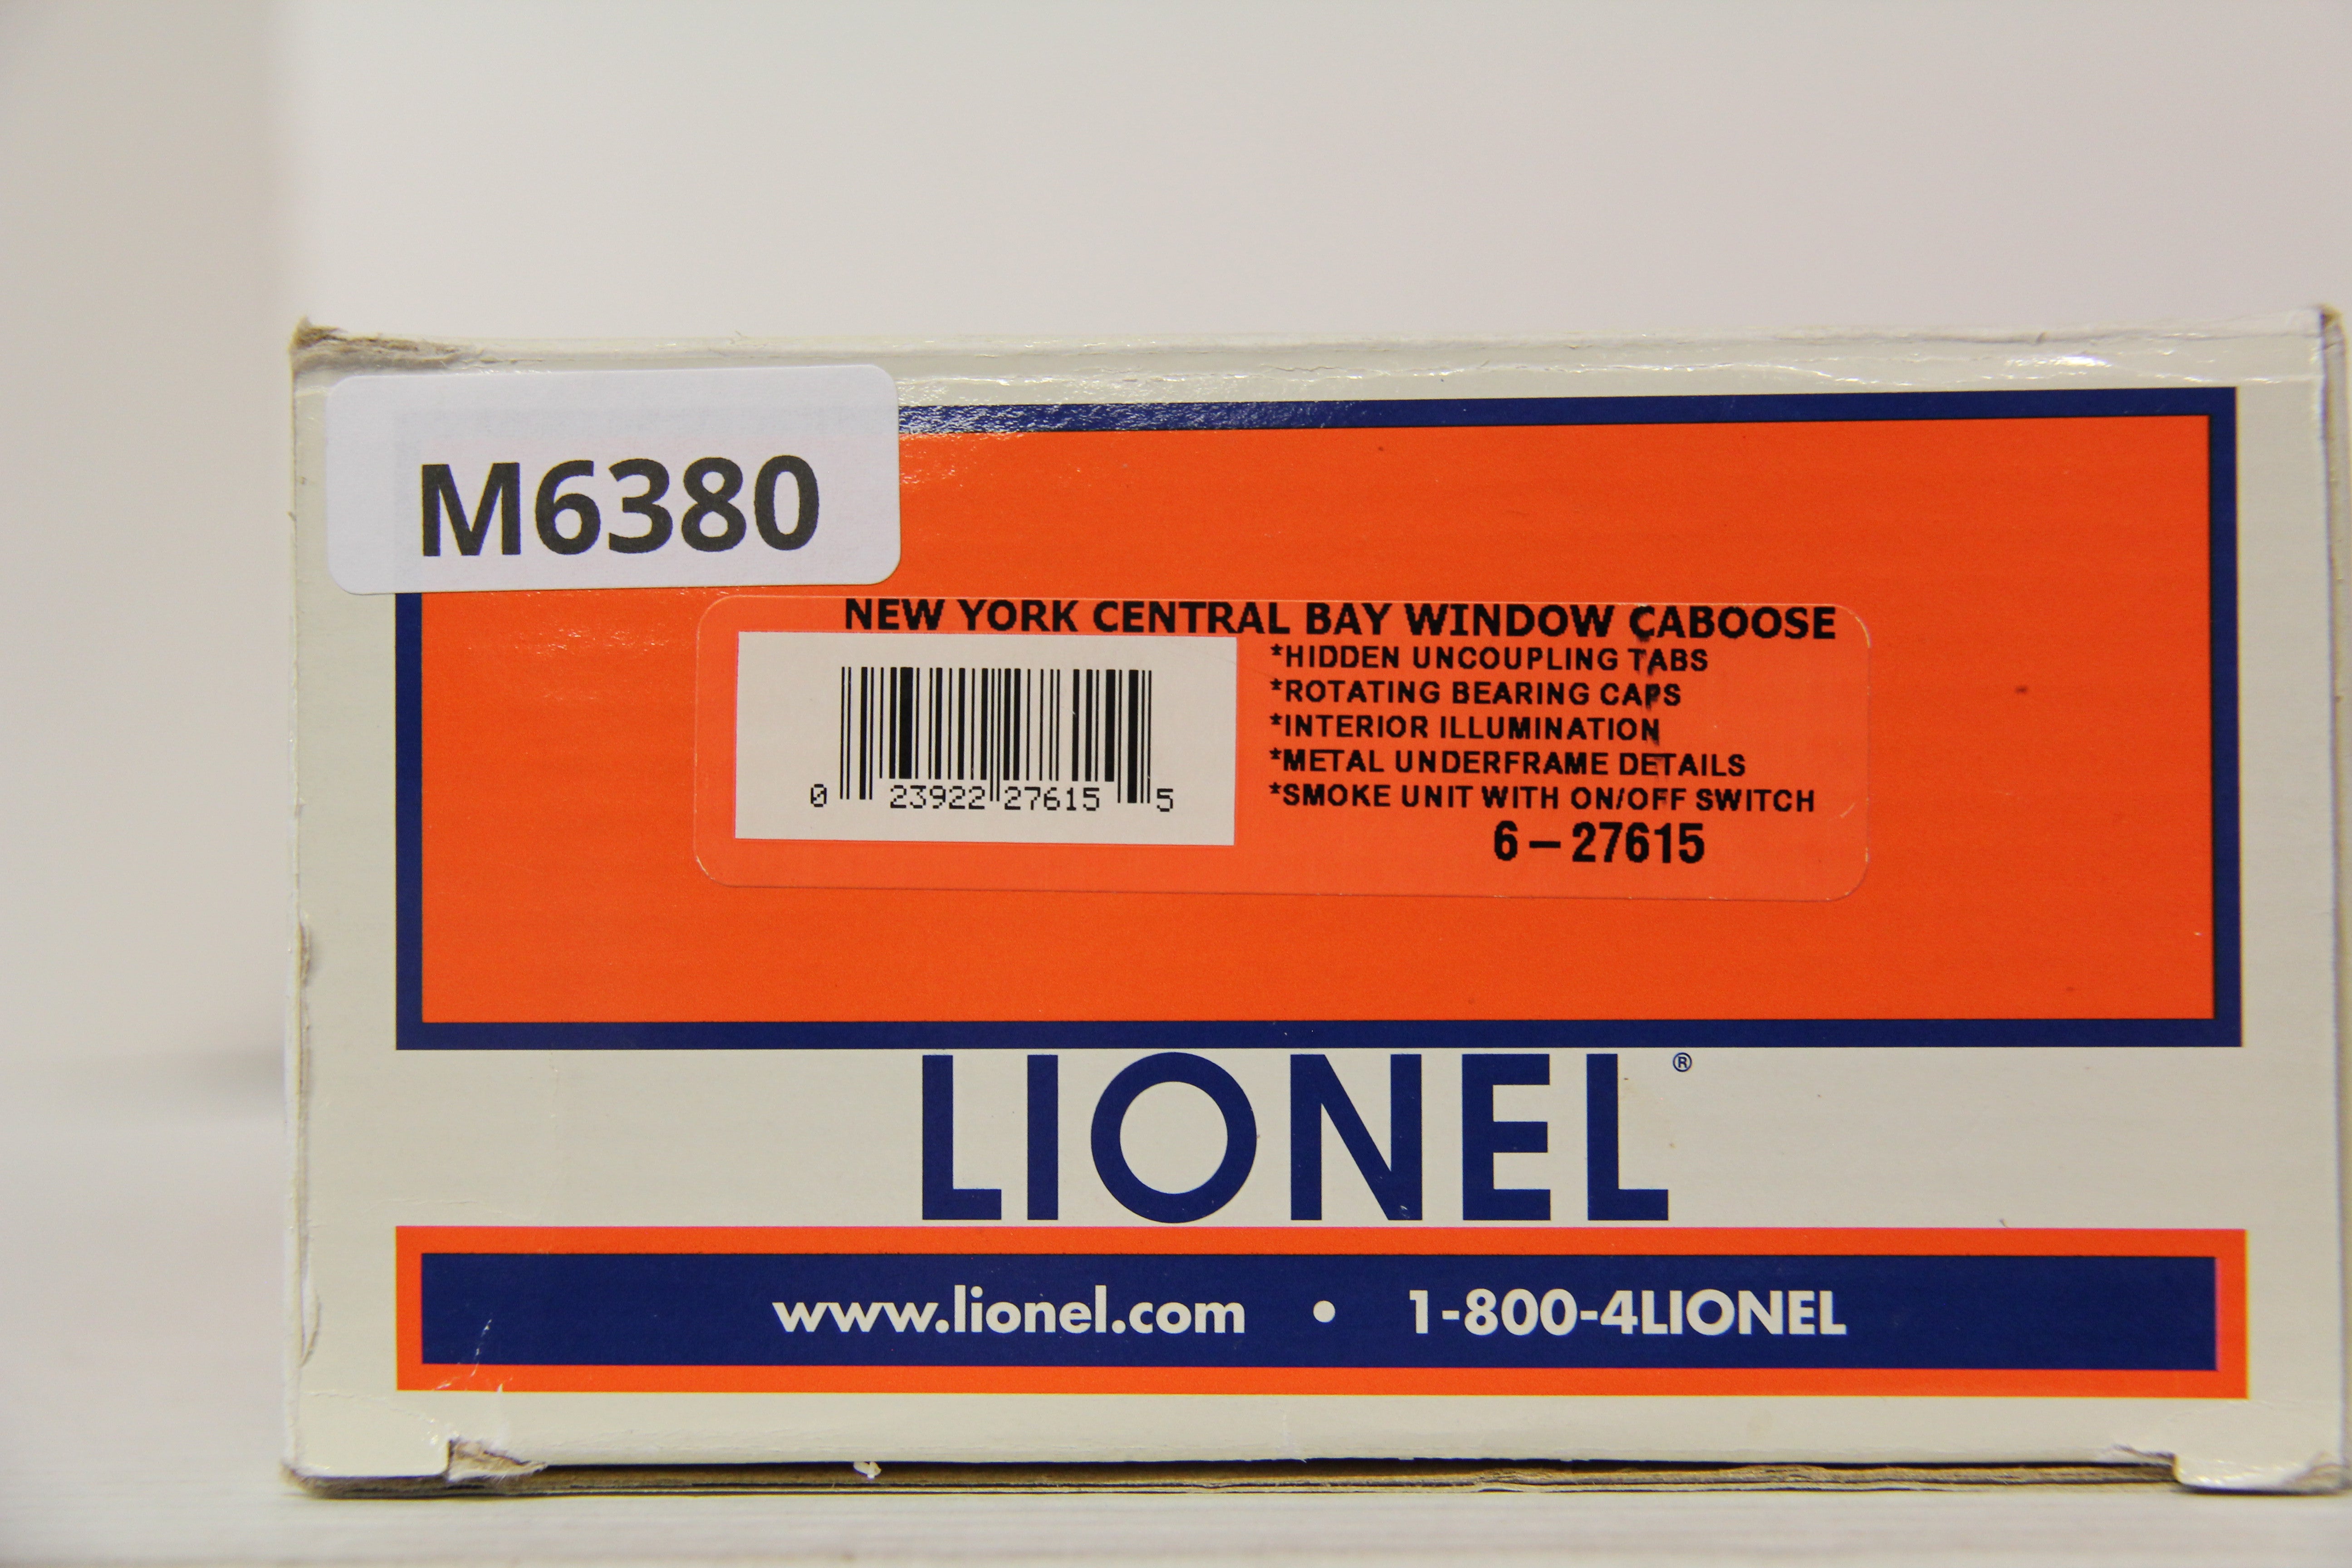 M6380
NEW YORK CENTRAL BAY WINDOW CABOOSE
*HIDDEN UNCOUPLING TABS
*ROTATING BEARING CAPS
*INTERIOR ILLUMINATION
*METAL UNDERFRAME DETAILS
*SMOKE UNIT WITH ON/OFF SWITCH
0 23922 27615 5
6-27615
LIONEL®
www.lionel.com • 1-800-4LIONEL